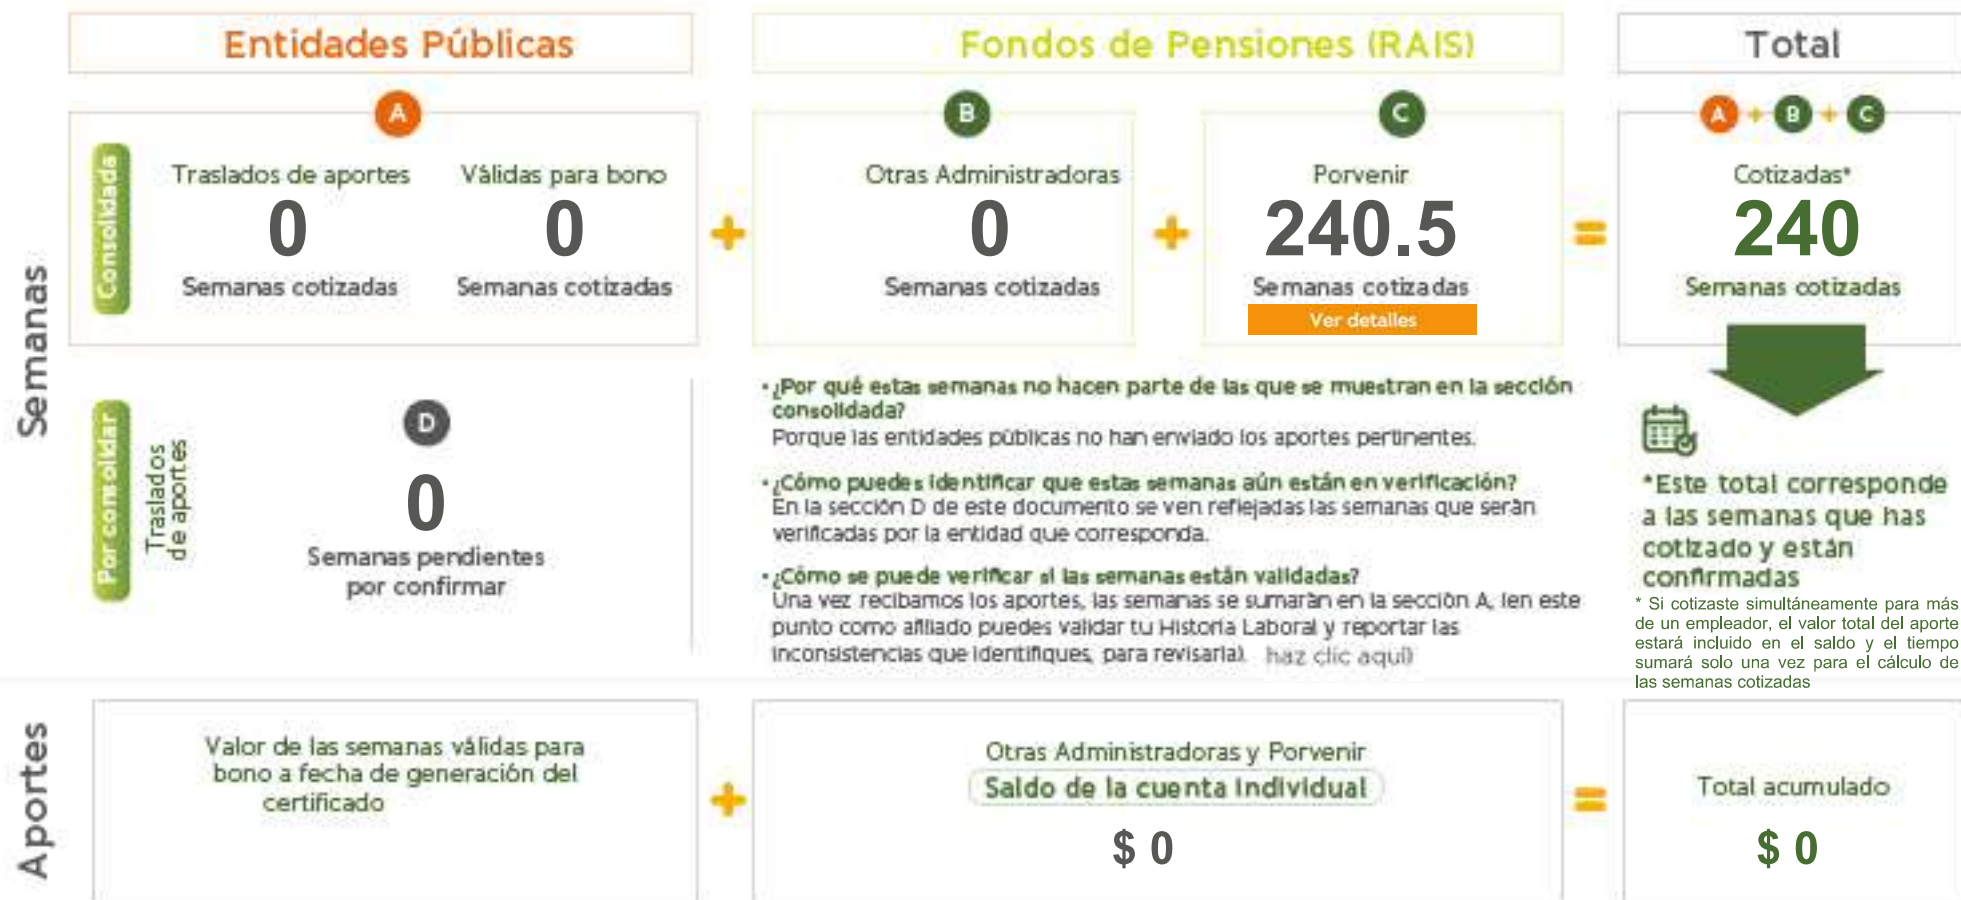 Entidades Públicas
Fondos de Pensiones (RAIS)
Total
A
B
C
A + B + C
Semanas
Consolidada
Traslados de aportes
0
Semanas cotizadas
Válidas para bono
0
Semanas cotizadas
+
Otras Administradoras
0
Semanas cotizadas
+
Porvenir
240.5
Semanas cotizadas
Ver detalles
=
Cotizadas*
240
Semanas cotizadas
Por consolidar
Traslados
de aportes
D
0
Semanas pendientes
por confirmar
• ¿Por qué estas semanas no hacen parte de las que se muestran en la sección
consolidada?
Porque las entidades públicas no han enviado los aportes pertinentes.
• ¿Cómo puedes identificar que estas semanas aún están en verificación?
En la sección D de este documento se ven reflejadas las semanas que serán
verificadas por la entidad que corresponda.
• ¿Cómo se puede verificar si las semanas están validadas?
Una vez recibamos los aportes, las semanas se sumarán en la sección A, (en este
punto como afiliado puedes validar tu Historia Laboral y reportar las
inconsistencias que identifiques, para revisarla). haz clic aquí)
*Este total corresponde
a las semanas que has
cotizado y están
confirmadas
* Si cotizaste simultáneamente para más
de un empleador, el valor total del aporte
estará incluido en el saldo y el tiempo
sumará solo una vez para el cálculo de
las semanas cotizadas
Aportes
Valor de las semanas válidas para
bono a fecha de generación del
certificado
+
Otras Administradoras y Porvenir
Saldo de la cuenta Individual
$ 0
=
Total acumulado
$ 0